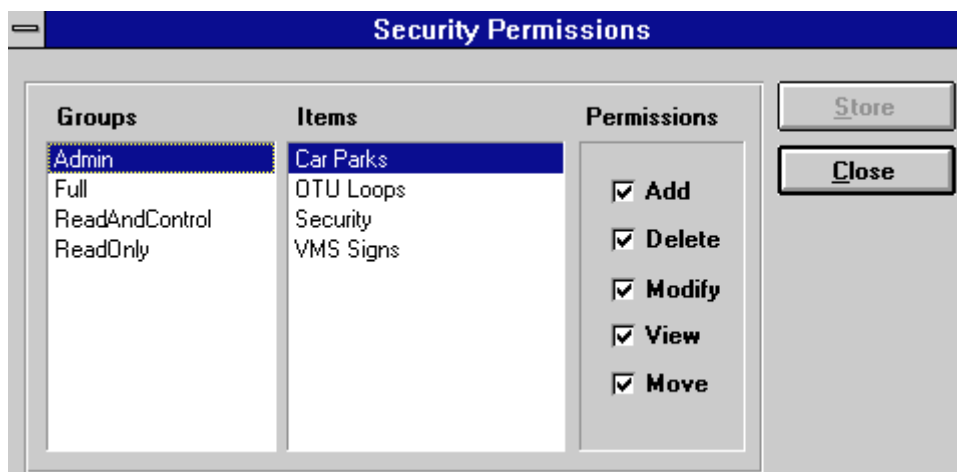 Security Permissions
Groups
Items
Permissions
Admin
Full
ReadAndControl
ReadOnly
Car Parks
OTU Loops
Security
VMS Signs
Add
Delete
Modify
View
Move
Store
Close